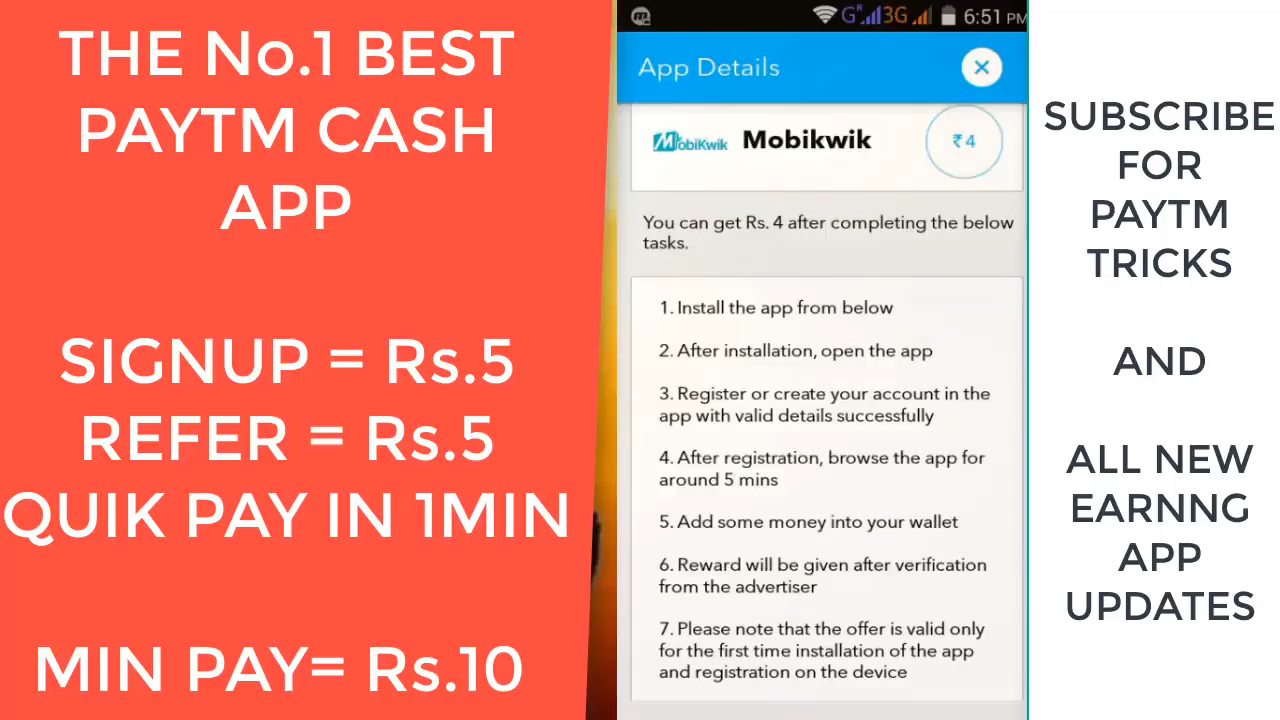 THE No.1 BEST
PAYTM CASH
APP
SIGNUP = Rs.5
REFER = Rs.5
QUIK PAY IN 1MIN
MIN PAY= Rs.10
G R 3G 6:51 PM
App Details
MobiKwik Mobikwik ₹ 4
You can get Rs. 4 after completing the below
tasks.
1. Install the app from below
2. After installation, open the app
3. Register or create your account in the
app with valid details successfully
4. After registration, browse the app for
around 5 mins
5. Add some money into your wallet
6. Reward will be given after verification
from the advertiser
7. Please note that the offer is valid only
for the first time installation of the app
and registration on the device
SUBSCRIBE
FOR
PAYTM
TRICKS
AND
ALL NEW
EARNNG
APP
UPDATES